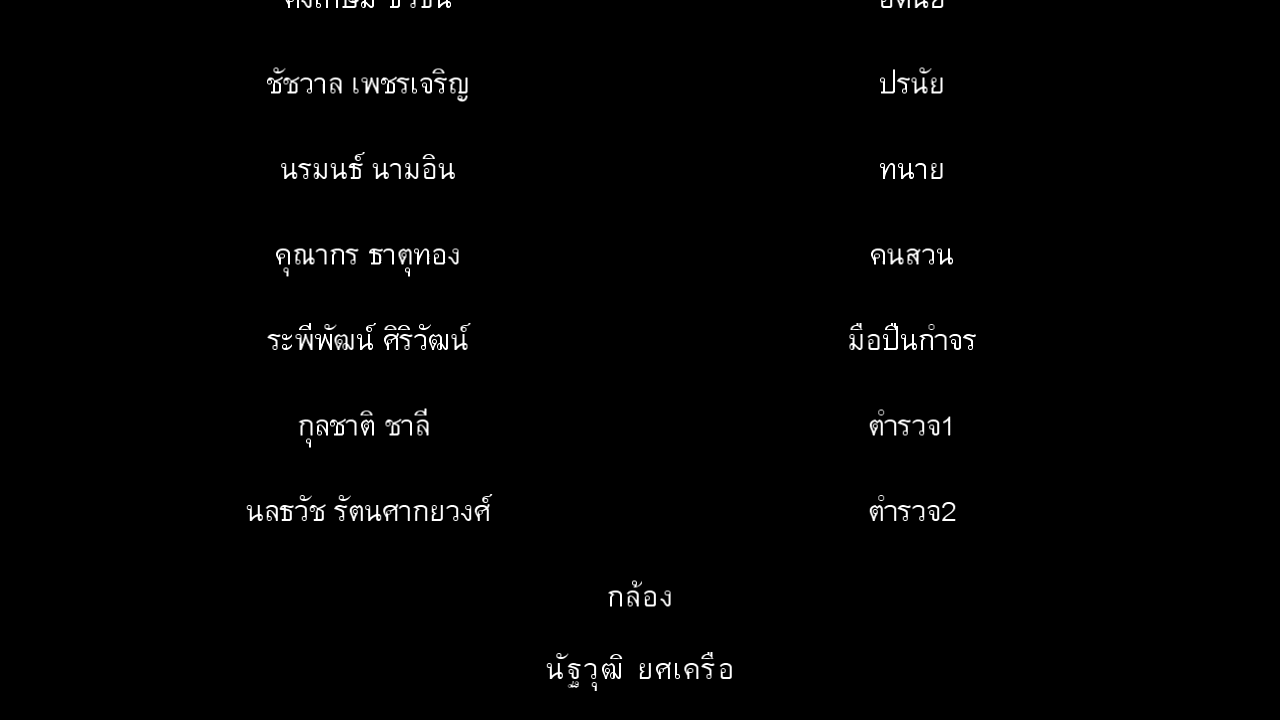 ชัชวาล เพชรเจริญ ปรนัย
นรมนธ์ นามอิน ทนาย
คุณากร ธาตุทอง คนสวน
ระพีพัฒน์ ศิริวัฒน์ มือปืนกำจร
กุลชาติ ชาลี ตำรวจ1
นลธวัช รัตนศากยวงศ์ ตำรวจ2
กล้อง
นัฐวุฒิ ยศเครือ